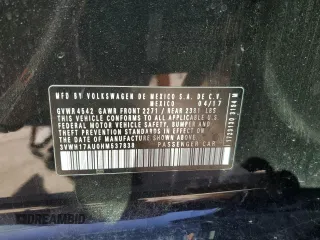 MFD BY VOLKSWAGEN DE MEXICO S.A. DE C.V.
MEXICO 04/17
GVWR 4542 GAWR FRONT 2271 / REAR 2381 LBS
THIS VEHICLE CONFORMS TO ALL APPLICABLE U.S.
FEDERAL MOTOR VEHICLE SAFETY, BUMPER AND
THEFT PREVENTION STANDARDS IN EFFECT ON
THE DATE OF MANUFACTURE SHOWN ABOVE
3VWH17AU0HM537838 PASSENGER CAR
DREAMBID